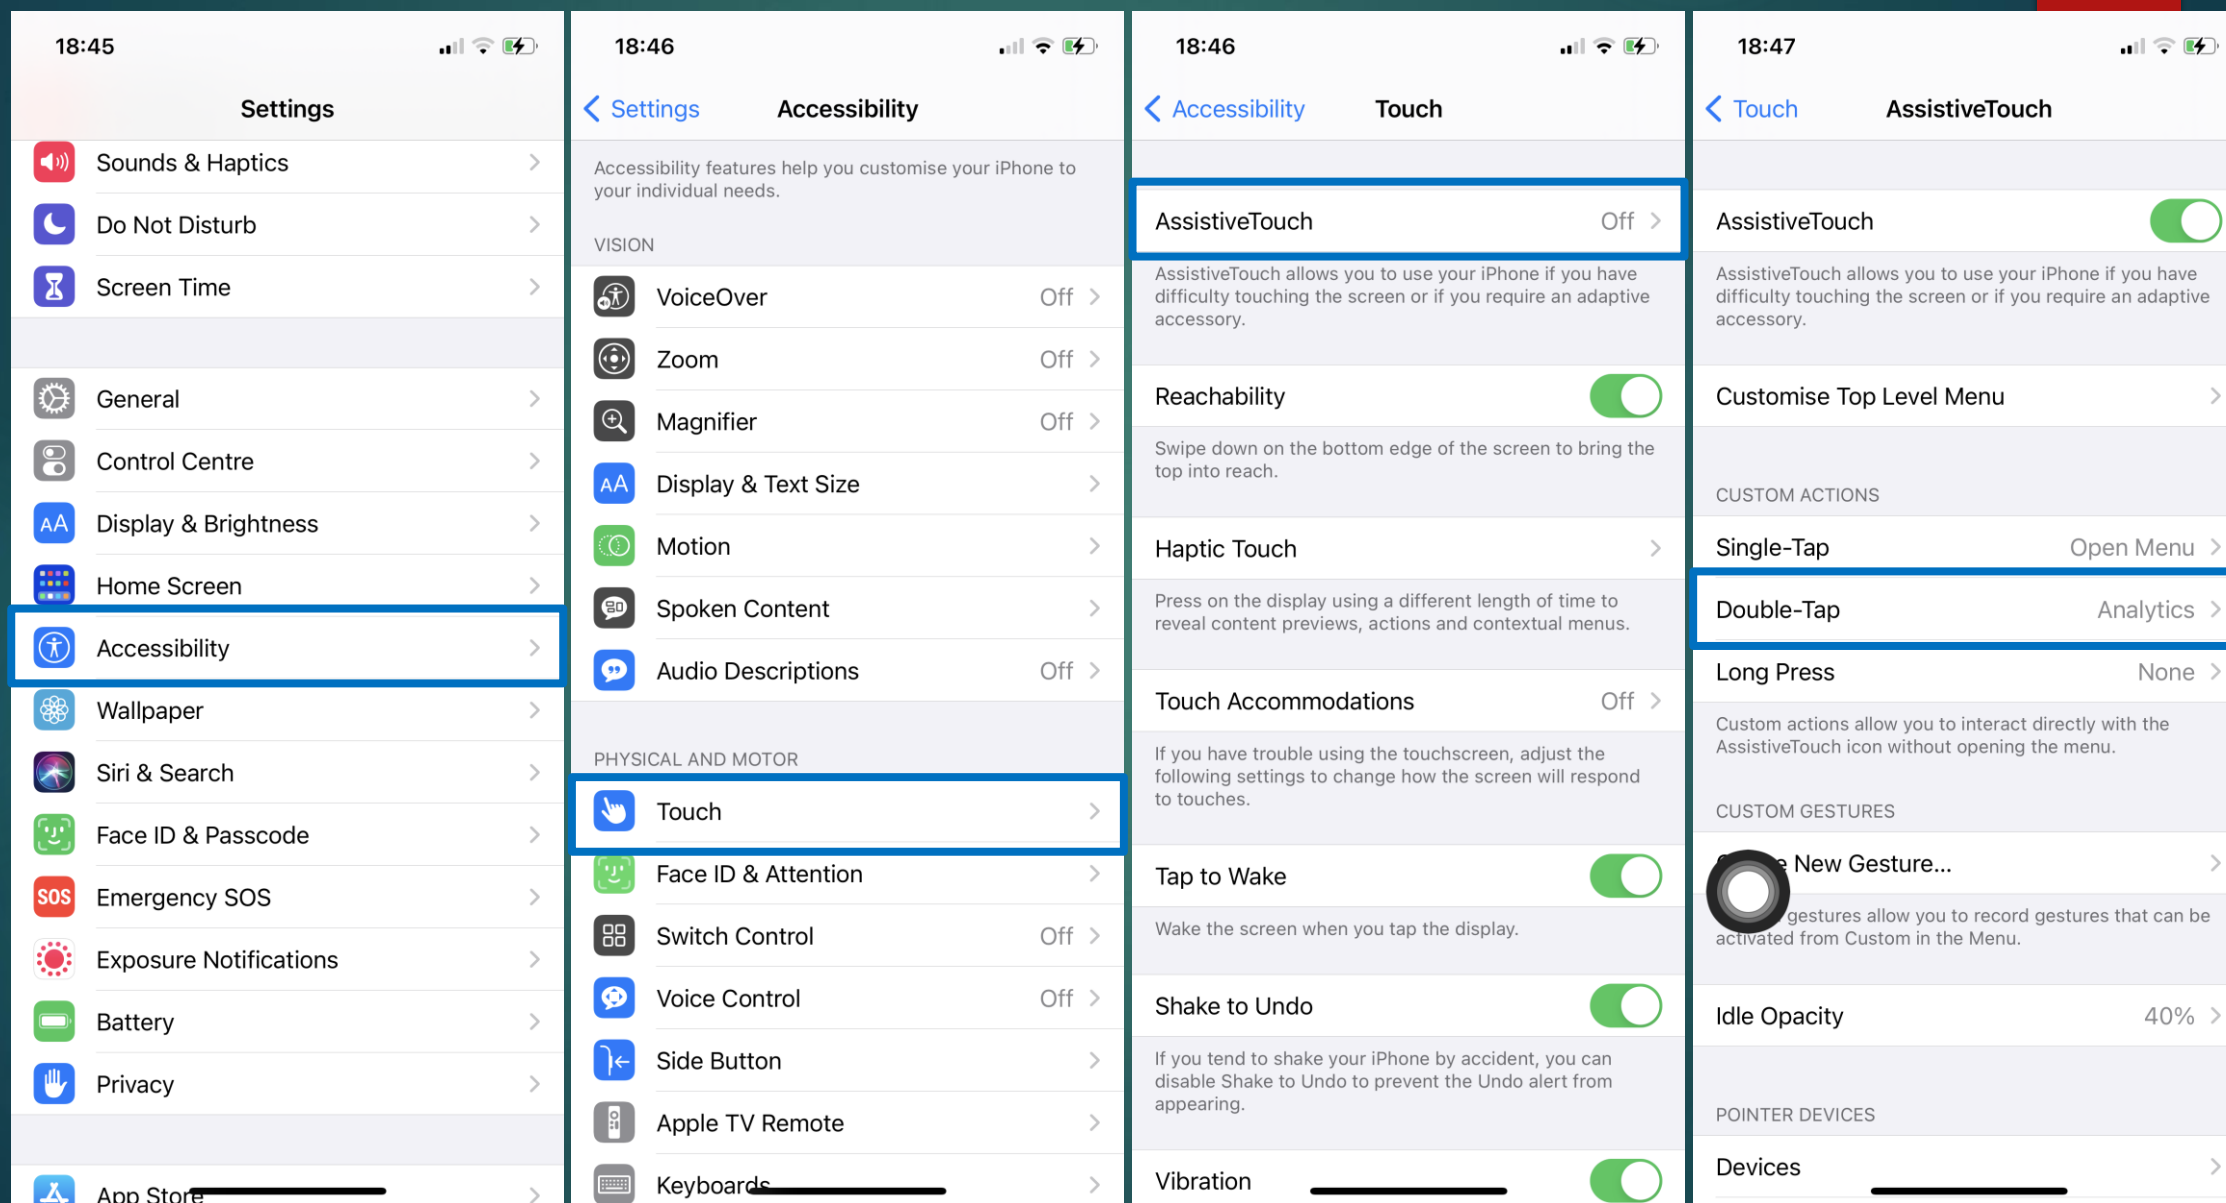 18:45
Settings
Sounds & Haptics
Do Not Disturb
Screen Time
General
Control Centre
AA Display & Brightness
Home Screen
Accessibility
Wallpaper
Siri & Search
Face ID & Passcode
SOS Emergency SOS
Exposure Notifications
Battery
Privacy
App Store
18:46
Settings Accessibility
Accessibility features help you customise your iPhone to
your individual needs.
VISION
VoiceOver Off
Zoom Off
Magnifier Off
AA Display & Text Size
Motion
Spoken Content
Audio Descriptions Off
PHYSICAL AND MOTOR
Touch
Face ID & Attention
Switch Control Off
Voice Control Off
Side Button
Apple TV Remote
Keyboards
18:46
Accessibility Touch
AssistiveTouch Off
AssistiveTouch allows you to use your iPhone if you have
difficulty touching the screen or if you require an adaptive
accessory.
Reachability
Swipe down on the bottom edge of the screen to bring the
top into reach.
Haptic Touch
Press on the display using a different length of time to
reveal content previews, actions and contextual menus.
Touch Accommodations Off
If you have trouble using the touchscreen, adjust the
following settings to change how the screen will respond
to touches.
Tap to Wake
Wake the screen when you tap the display.
Shake to Undo
If you tend to shake your iPhone by accident, you can
disable Shake to Undo to prevent the Undo alert from
appearing.
Vibration
18:47
Touch AssistiveTouch
AssistiveTouch
AssistiveTouch allows you to use your iPhone if you have
difficulty touching the screen or if you require an adaptive
accessory.
Customise Top Level Menu
CUSTOM ACTIONS
Single-Tap Open Menu
Double-Tap Analytics
Long Press None
Custom actions allow you to interact directly with the
AssistiveTouch icon without opening the menu.
CUSTOM GESTURES
New Gesture...
gestures allow you to record gestures that can be
activated from Custom in the Menu.
Idle Opacity 40%
POINTER DEVICES
Devices